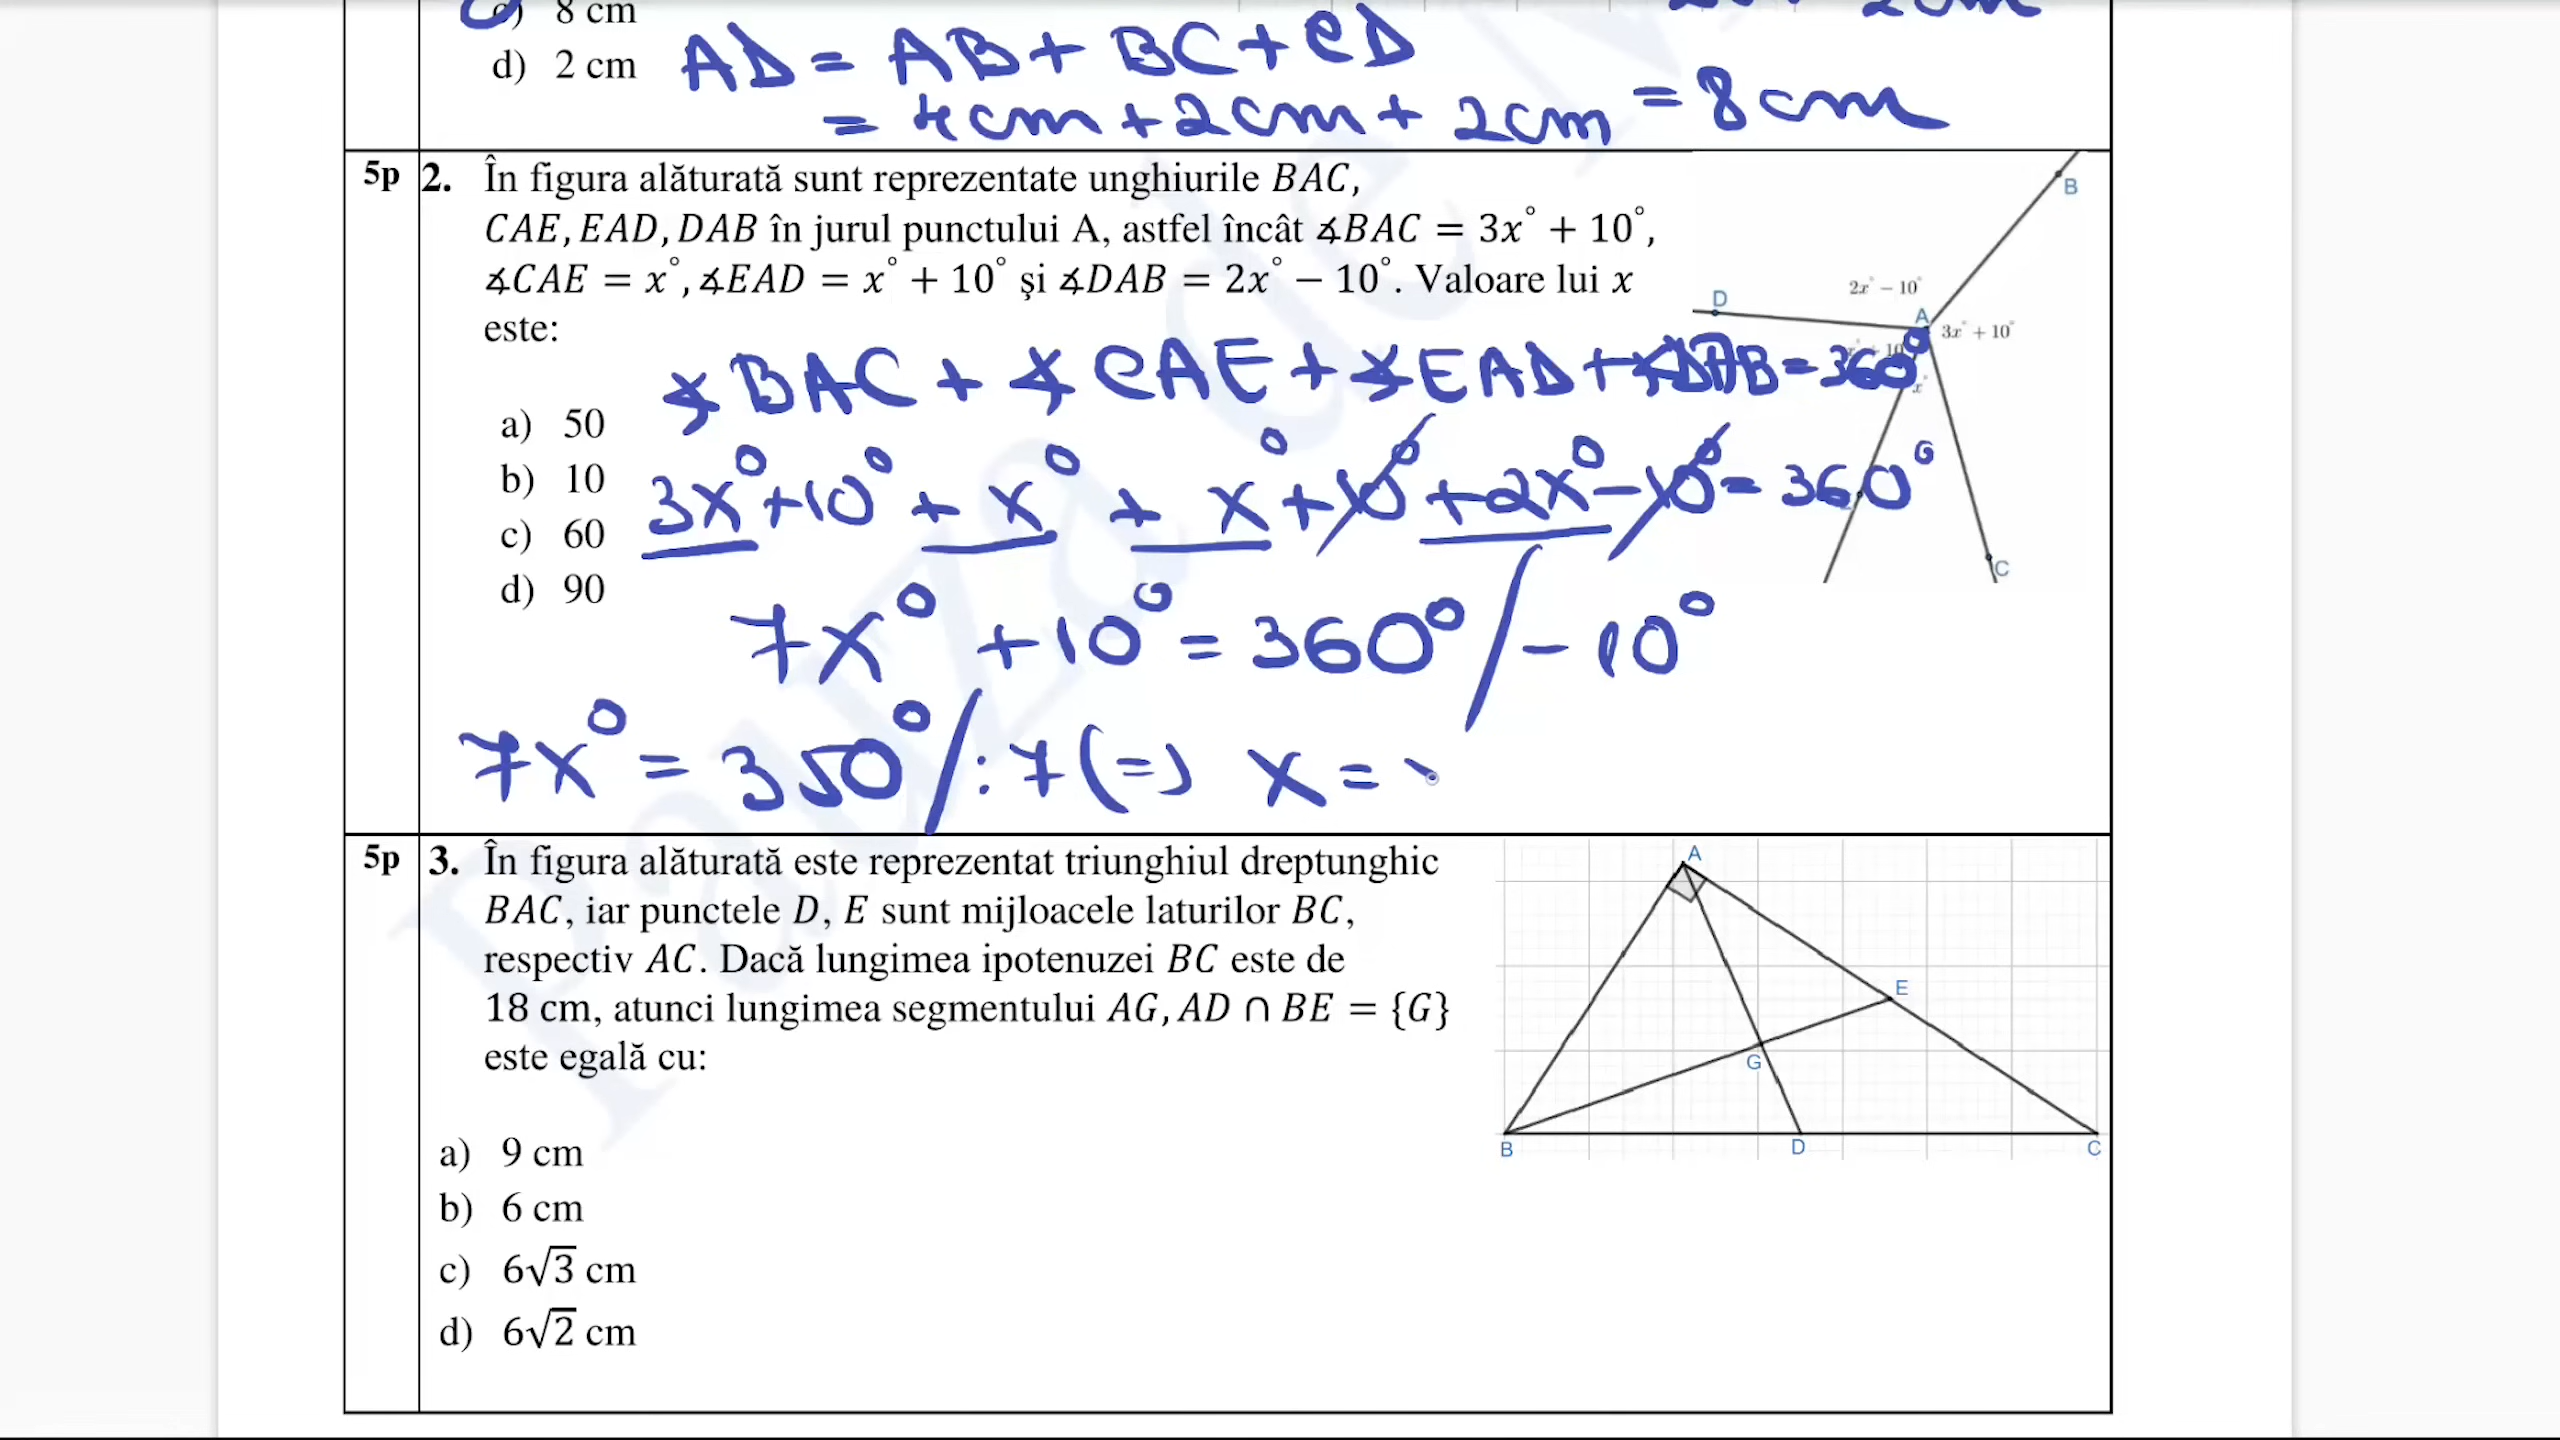 c) 8 cm
d) 2 cm
AD = AB + BC + CD
= 4cm + 2cm + 2cm = 8cm
5p 2. În figura alăturată sunt reprezentate unghiurile BAC,
CAE, EAD, DAB în jurul punctului A, astfel încât ∡BAC = 3x° + 10°,
∡CAE = x°, ∡EAD = x° + 10° și ∡DAB = 2x° − 10°. Valoare lui x
este:
B
2x° − 10°
D
A
3x° + 10°
C
∡BAC + ∡CAE + ∡EAD + ∡DAB = 360°
a) 50
b) 10
c) 60
d) 90
3x° + 10° + x° + x° + 10° + 2x° − 10° = 360°
7x° + 10° = 360° / − 10°
7x° = 350° / : 7 (=) x =
5p 3. În figura alăturată este reprezentat triunghiul dreptunghic
BAC, iar punctele D, E sunt mijloacele laturilor BC,
respectiv AC. Dacă lungimea ipotenuzei BC este de
18 cm, atunci lungimea segmentului AG, AD ∩ BE = {G}
este egală cu:
a) 9 cm
b) 6 cm
c) 6√3 cm
d) 6√2 cm
A
E
G
B
D
C